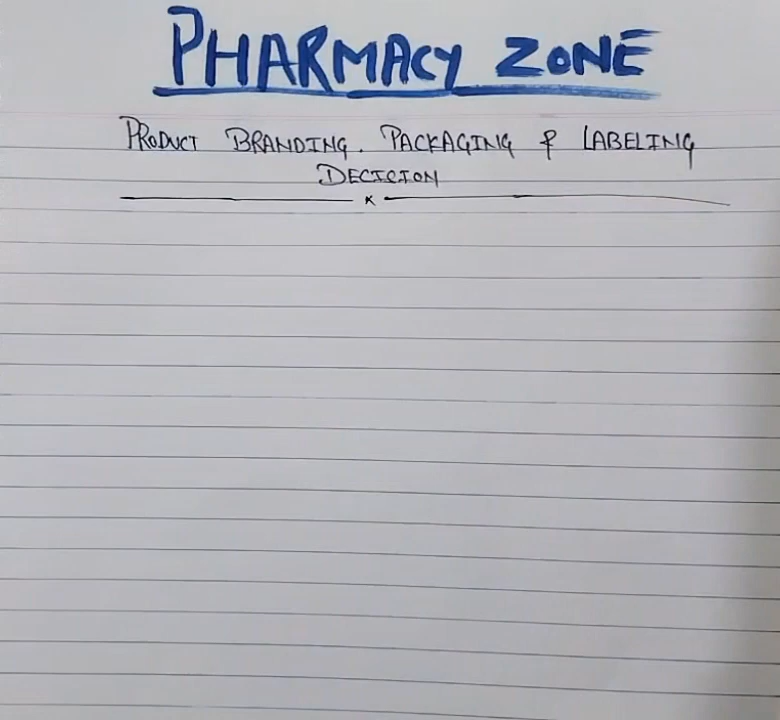 PHARMACY ZONE
PRODUCT BRANDING. PACKAGING & LABELING
DECISION
x